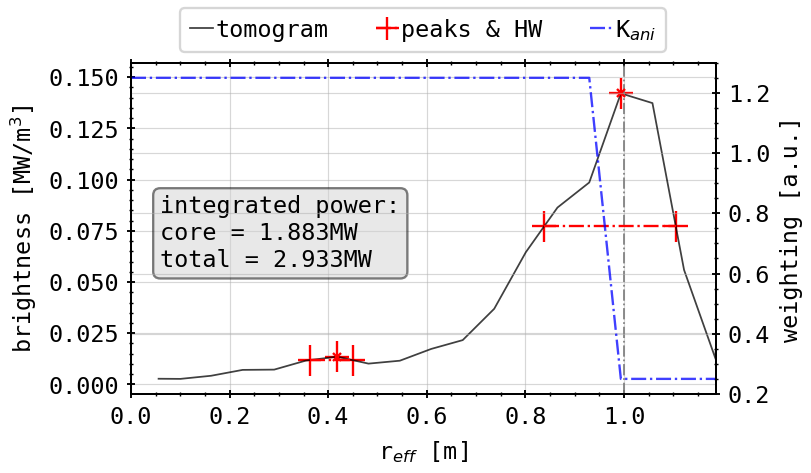 tomogram peaks & HW K_ani
brightness [MW/m³]
0.150
0.125
0.100
0.075
0.050
0.025
0.000
integrated power:
core = 1.883MW
total = 2.933MW
1.2
1.0
0.8
0.6
0.4
0.2
weighting [a.u.]
0.0 0.2 0.4 0.6 0.8 1.0
r_eff [m]